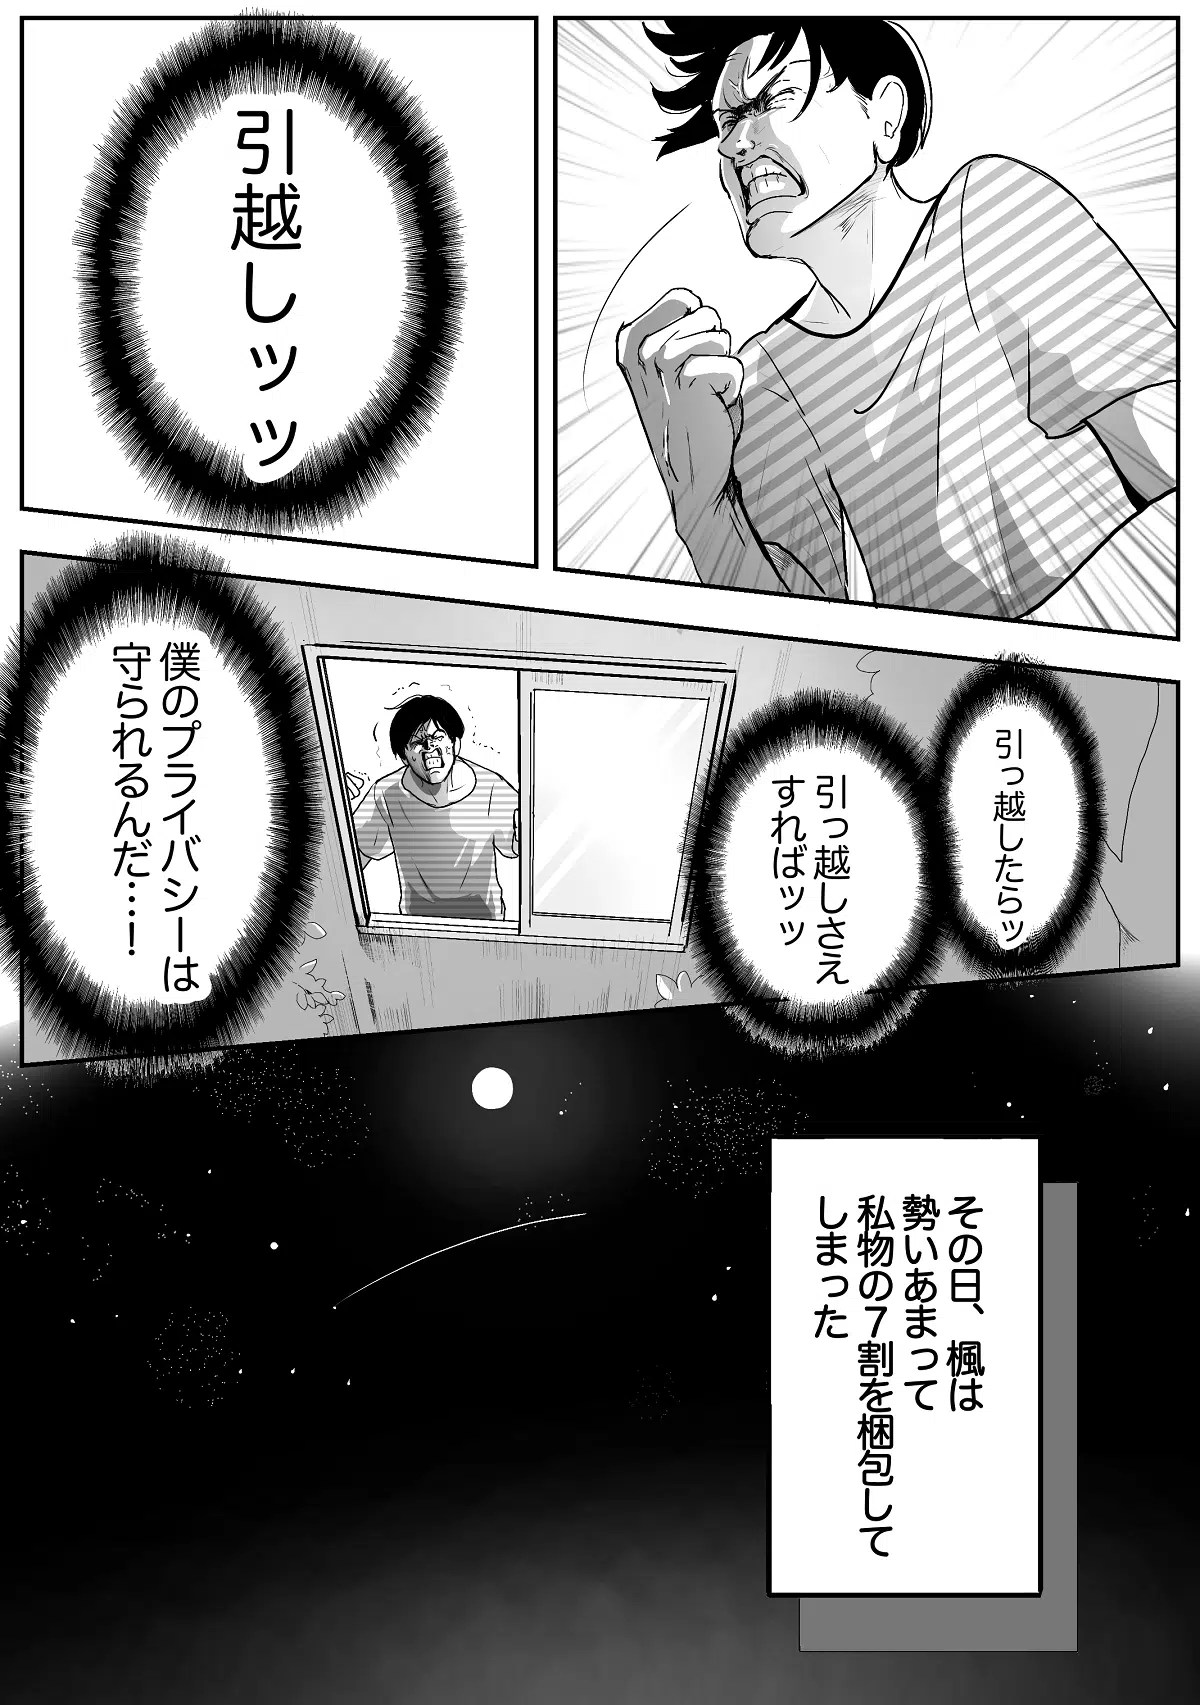 引越しッッ
引っ越したらッ
引っ越しさえ
すればッッ
僕のプライバシーは
守られるんだ…！
その日、楓は
勢いあまって
私物の７割を梱包して
しまった